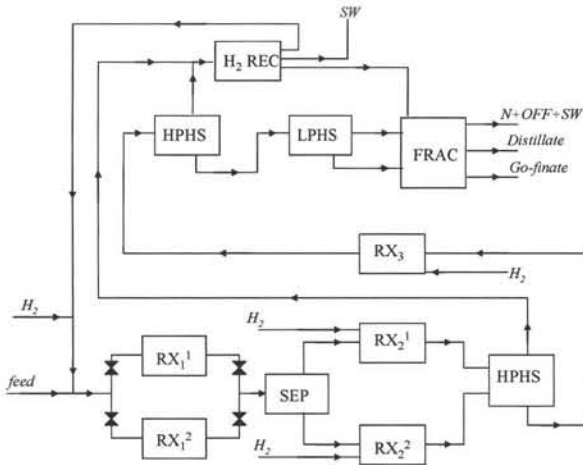 SW
H₂ REC
N+OFF+SW
HPHS
LPHS
FRAC
Distillate
Go-finate
RX₃
H₂
H₂
H₂
RX₁¹
RX₂¹
feed
SEP
HPHS
RX₁²
RX₂²
H₂